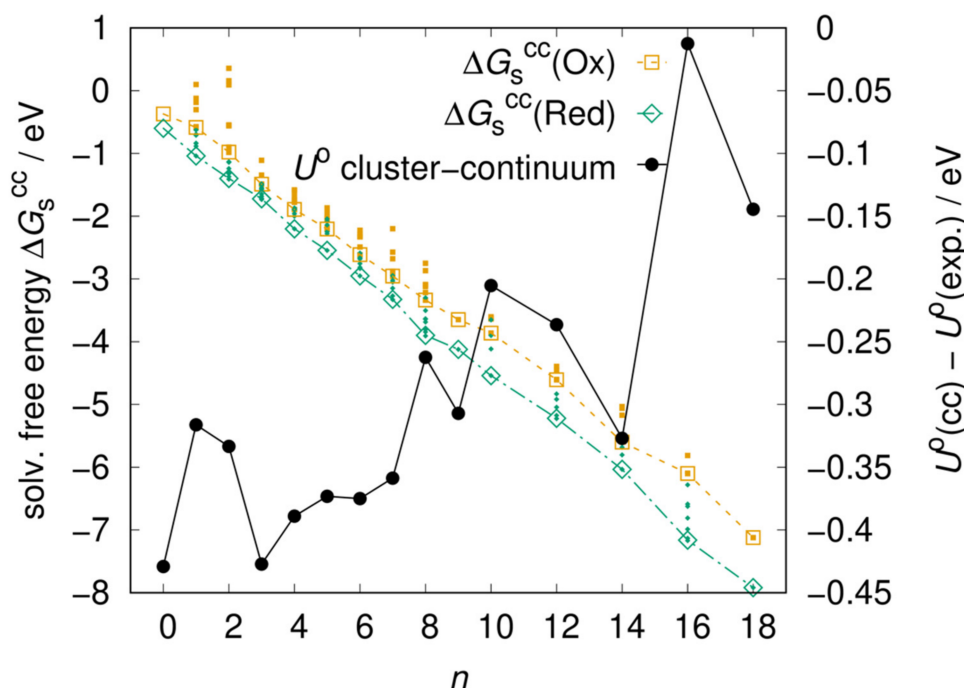 1
0
−1
−2
−3
−4
−5
−6
−7
−8
solv. free energy ΔGₛᶜᶜ / eV
ΔGₛᶜᶜ(Ox)
ΔGₛᶜᶜ(Red)
Uᴼ cluster−continuum
0
−0.05
−0.1
−0.15
−0.2
−0.25
−0.3
−0.35
−0.4
−0.45
Uᴼ(cc) − Uᴼ(exp.) / eV
0 2 4 6 8 10 12 14 16 18
n